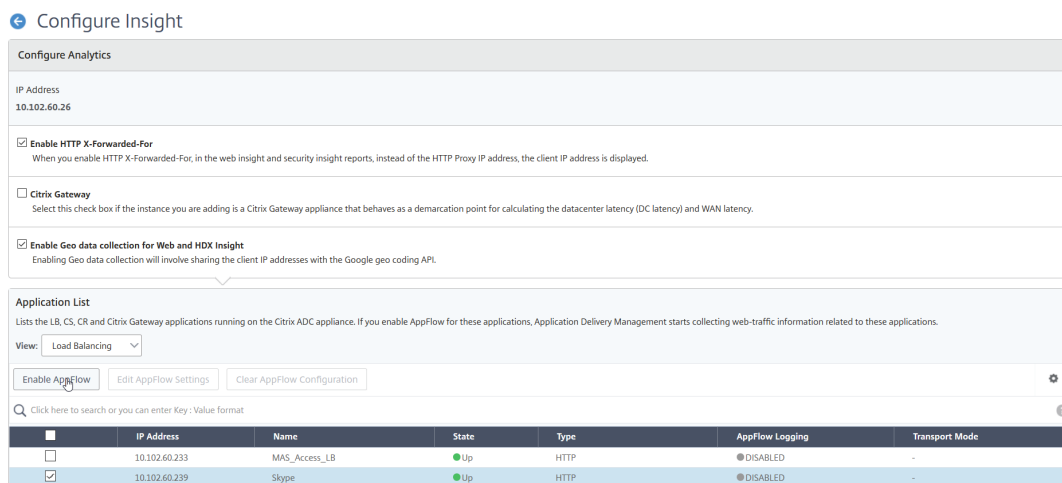 Configure Insight
Configure Analytics
IP Address
10.102.60.26
Enable HTTP X-Forwarded-For
When you enable HTTP X-Forwarded-For, in the web insight and security insight reports, instead of the HTTP Proxy IP address, the client IP address is displayed.
Citrix Gateway
Select this check box if the instance you are adding is a Citrix Gateway appliance that behaves as a demarcation point for calculating the datacenter latency (DC latency) and WAN latency.
Enable Geo data collection for Web and HDX Insight
Enabling Geo data collection will involve sharing the client IP addresses with the Google geo coding API.
Application List
Lists the LB, CS, CR and Citrix Gateway applications running on the Citrix ADC appliance. If you enable AppFlow for these applications, Application Delivery Management starts collecting web-traffic information related to these applications.
View: Load Balancing
Enable AppFlow Edit AppFlow Settings Clear AppFlow Configuration
Click here to search or you can enter Key : Value format
IP Address Name State Type AppFlow Logging Transport Mode
10.102.60.233 MAS_Access_LB Up HTTP DISABLED -
10.102.60.239 Skype Up HTTP DISABLED -